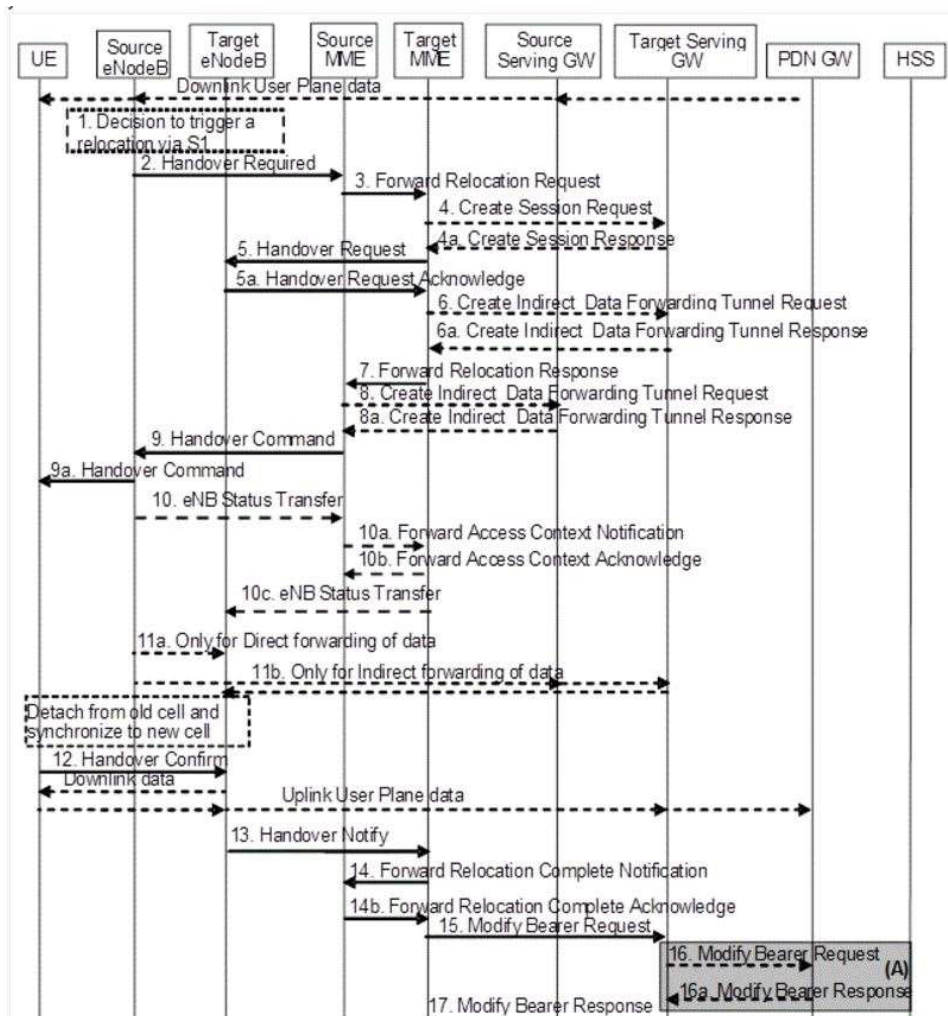 UE
Source
eNodeB
Target
eNodeB
Source
MME
Target
MME
Source
Serving GW
Target Serving
GW
PDN GW
HSS
Downlink User Plane data
1. Decision to trigger a
relocation via S1
2. Handover Required
3. Forward Relocation Request
4. Create Session Request
4a. Create Session Response
5. Handover Request
5a. Handover Request Acknowledge
6. Create Indirect Data Forwarding Tunnel Request
6a. Create Indirect Data Forwarding Tunnel Response
7. Forward Relocation Response
8. Create Indirect Data Forwarding Tunnel Request
8a. Create Indirect Data Forwarding Tunnel Response
9. Handover Command
9a. Handover Command
10. eNB Status Transfer
10a. Forward Access Context Notification
10b. Forward Access Context Acknowledge
10c. eNB Status Transfer
11a. Only for Direct forwarding of data
11b. Only for Indirect forwarding of data
Detach from old cell and
synchronize to new cell
12. Handover Confirm
Downlink data
Uplink User Plane data
13. Handover Notify
14. Forward Relocation Complete Notification
14b. Forward Relocation Complete Acknowledge
15. Modify Bearer Request
16. Modify Bearer Request
(A)
16a. Modify Bearer Response
17. Modify Bearer Response